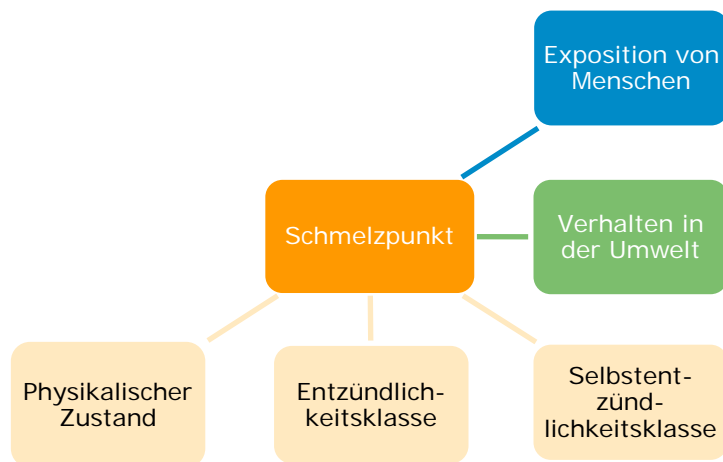 Exposition von
Menschen
Schmelzpunkt
Verhalten in
der Umwelt
Physikalischer
Zustand
Entzündlich-
keitsklasse
Selbstent-
zünd-
lichkeitsklasse